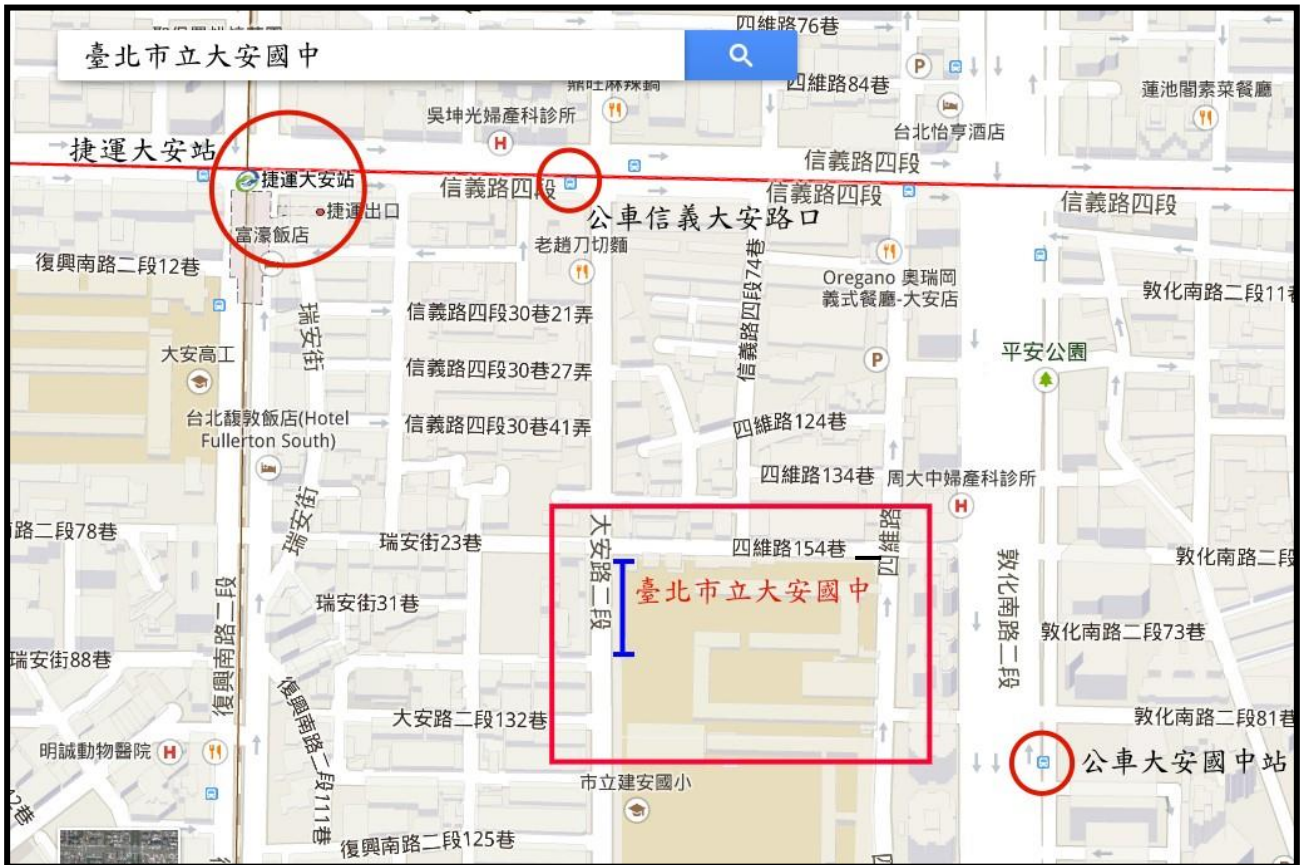 四維路76巷
臺北市立大安國中
鼎旺麻辣鍋
四維路84巷
P
蓮池閣素菜餐廳
吳坤光婦產科診所
H
台北怡亨酒店
捷運大安站
信義路四段
捷運大安站
信義路四段
信義路四段
信義路四段
捷運出口
公車信義大安路口
富濠飯店
老趙刀切麵
復興南路二段12巷
信義路四段74巷
Oregano 奧瑞岡
義式餐廳-大安店
敦化南路二段11
瑞安街
信義路四段30巷21弄
大安高工
信義路四段30巷27弄
P
平安公園
台北馥敦飯店(Hotel
Fullerton South)
信義路四段30巷41弄
四維路124巷
四維路134巷
周大中婦產科診所
H
瑞安街
大安路二段
四維路
路二段78巷
瑞安街23巷
四維路154巷
敦化南路二段
敦化南路二段
臺北市立大安國中
復興南路二段
瑞安街31巷
敦化南路二段73巷
瑞安街88巷
復興南路二段111巷
大安路二段132巷
敦化南路二段81巷
明誠動物醫院
H
公車大安國中站
市立建安國小
2巷
復興南路二段125巷